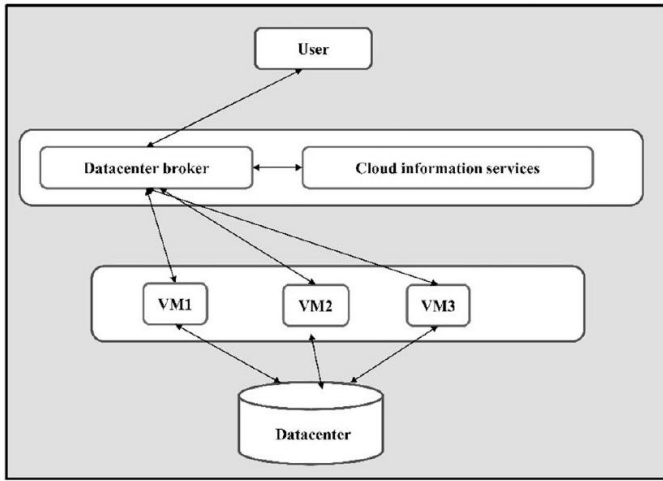 User
Datacenter broker
Cloud information services
VM1
VM2
VM3
Datacenter